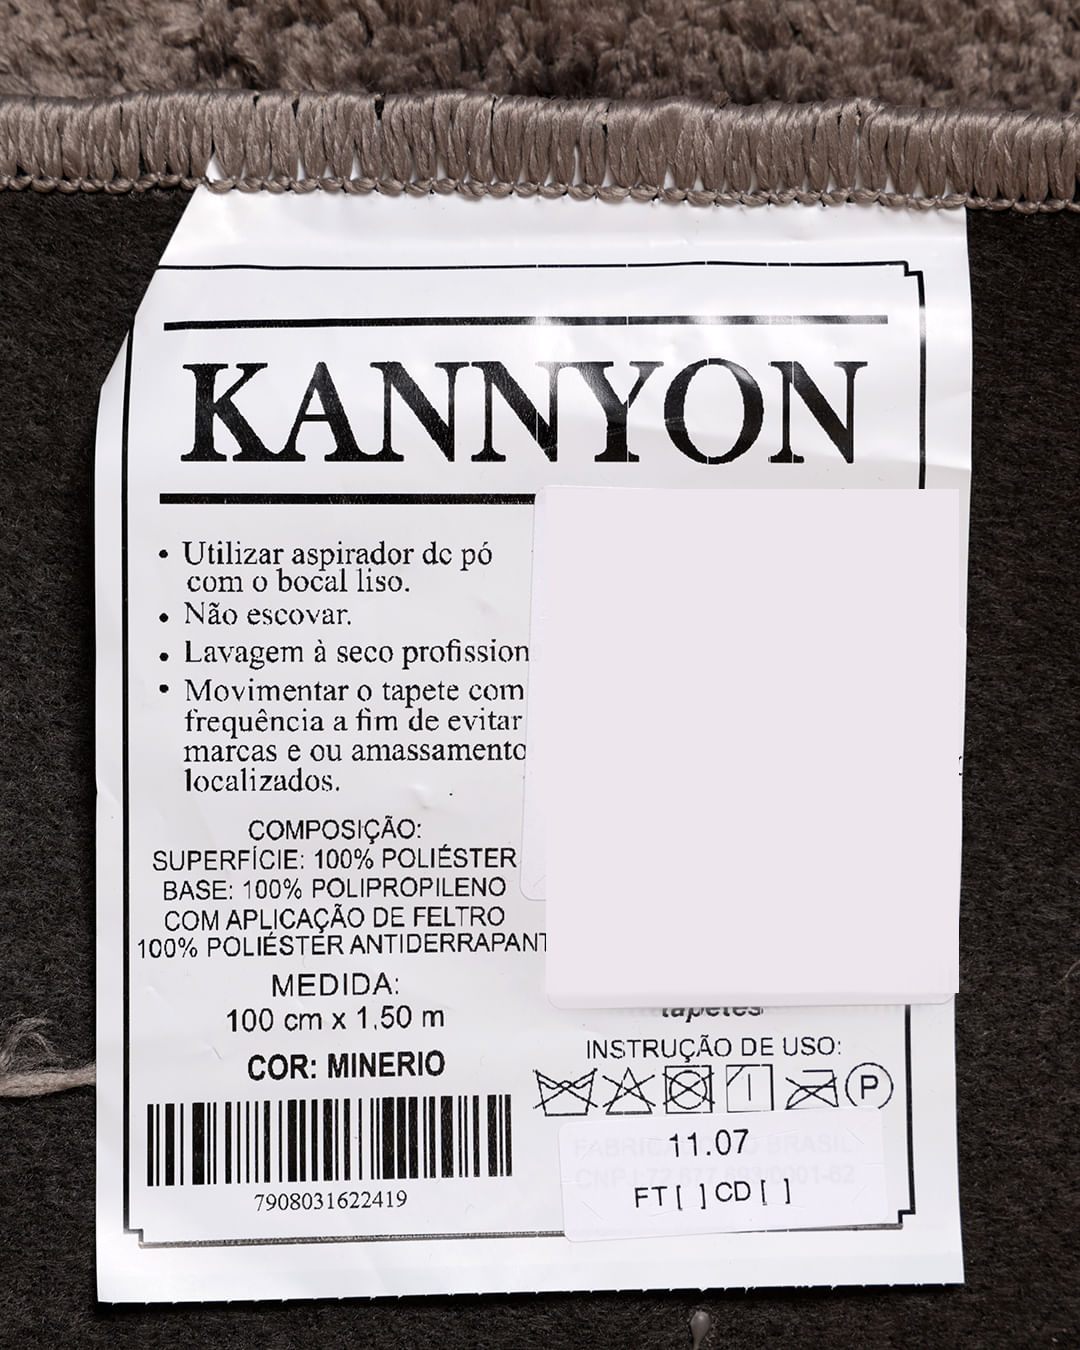 KANNYON
• Utilizar aspirador de pó
com o bocal liso.
• Não escovar.
• Lavagem à seco profission
• Movimentar o tapete com
frequência a fim de evitar
marcas e ou amassamento
localizados.
COMPOSIÇÃO:
SUPERFÍCIE: 100% POLIÉSTER
BASE: 100% POLIPROPILENO
COM APLICAÇÃO DE FELTRO
100% POLIÉSTER ANTIDERRAPANT
MEDIDA:
100 cm x 1,50 m
COR: MINERIO
7908031622419
tapetes
INSTRUÇÃO DE USO:
P
11.07
FT [ ] CD [ ]